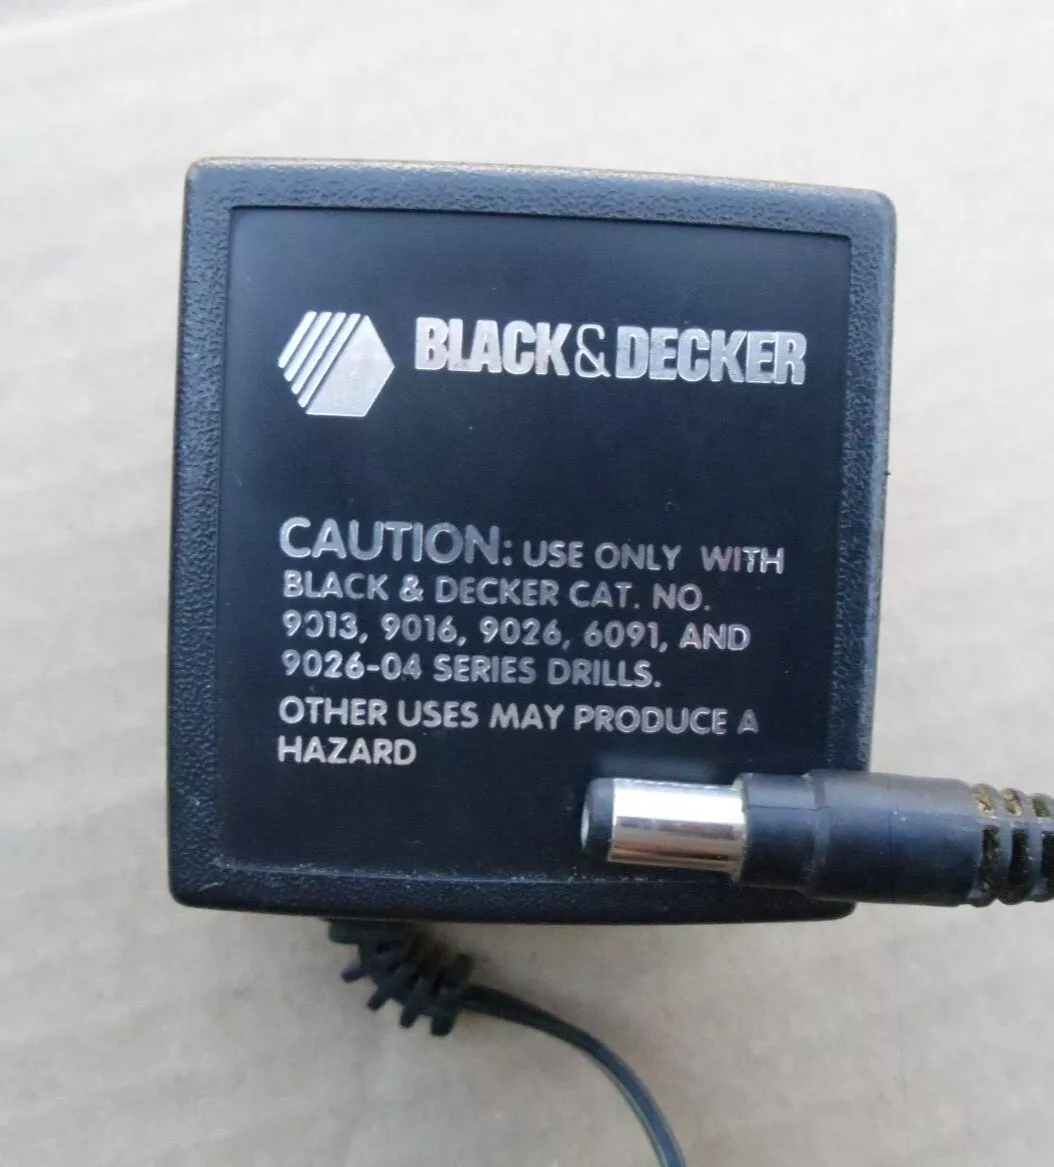 BLACK&DECKER
CAUTION: USE ONLY WITH
BLACK & DECKER CAT. NO.
9013, 9016, 9026, 6091, AND
9026-04 SERIES DRILLS.
OTHER USES MAY PRODUCE A
HAZARD